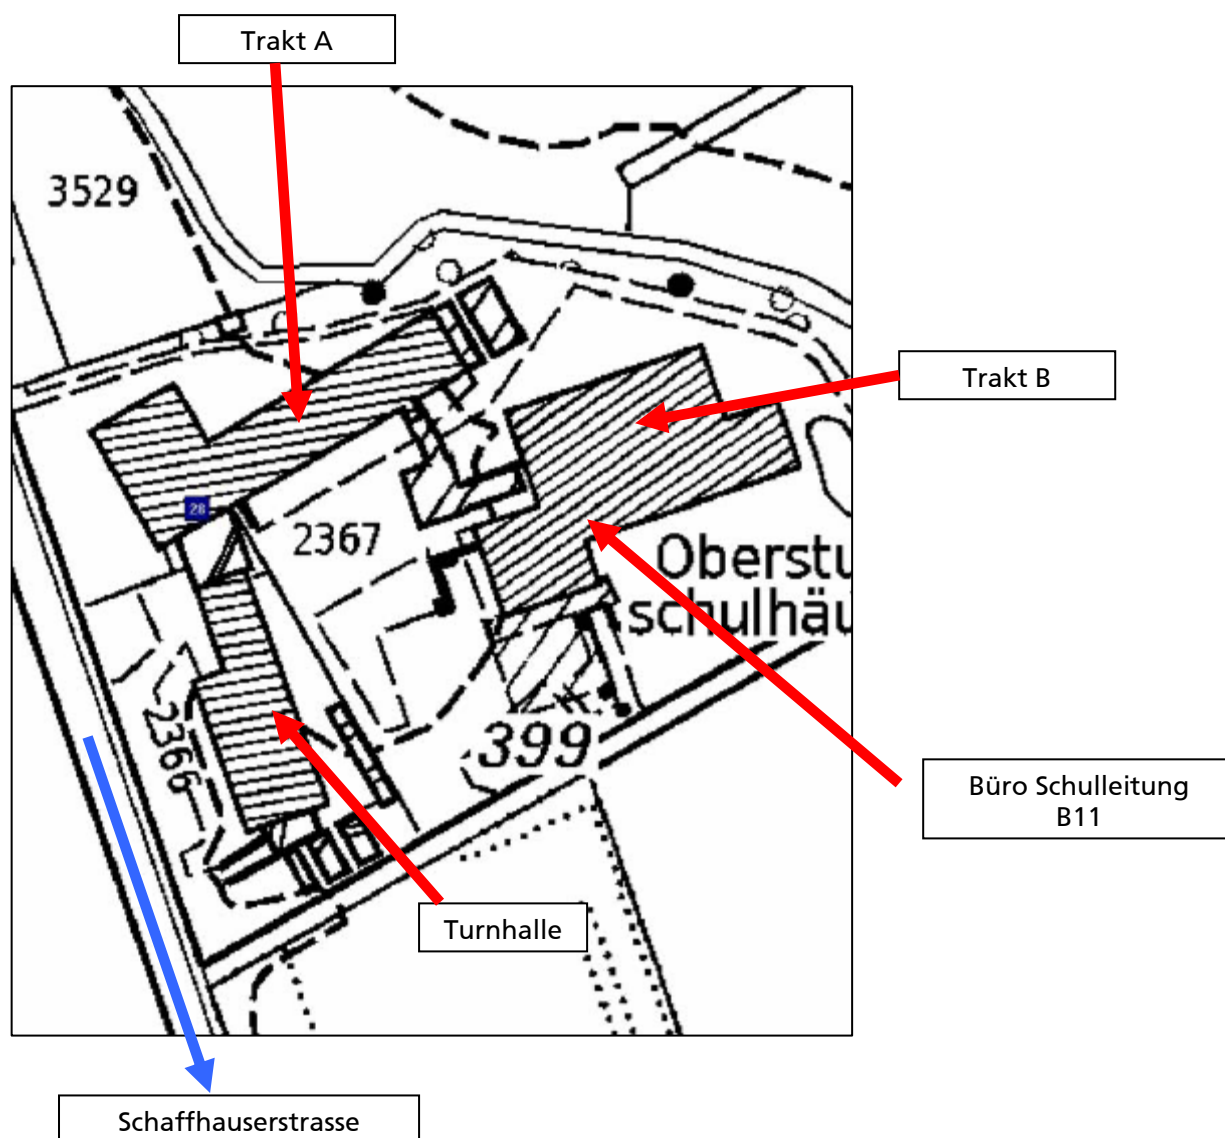 Trakt A
3529
Trakt B
28
2367
Oberstu
schulhäu
2366
399
Büro Schulleitung
B11
Turnhalle
Schaffhauserstrasse